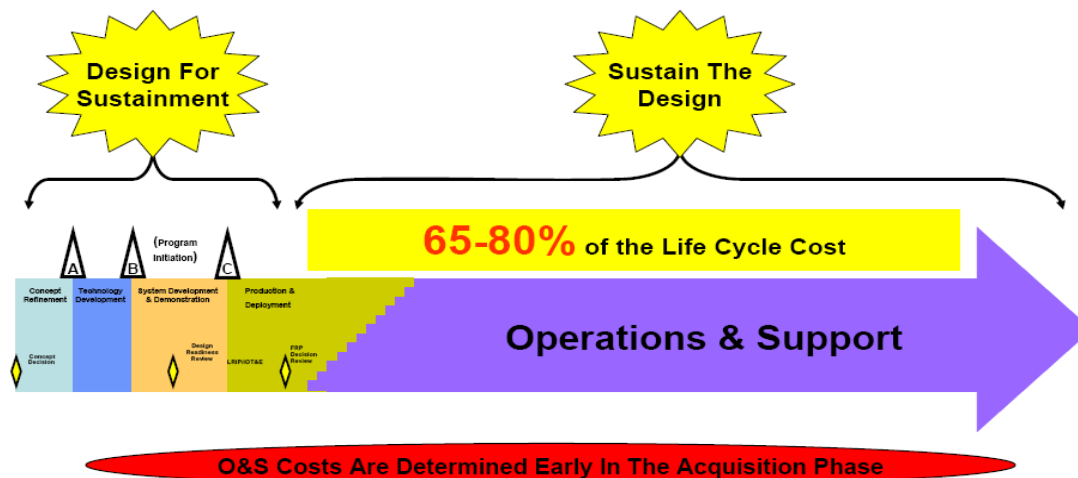 Design For
Sustainment
Sustain The
Design
65-80% of the Life Cycle Cost
(Program
Initiation)
A
B
C
Concept
Refinement
Technology
Development
System Development
& Demonstration
Production &
Deployment
Operations & Support
Concept
Decision
Design
Readiness
Review
LRIP/IOT&E
FRP
Decision
Review
O&S Costs Are Determined Early In The Acquisition Phase